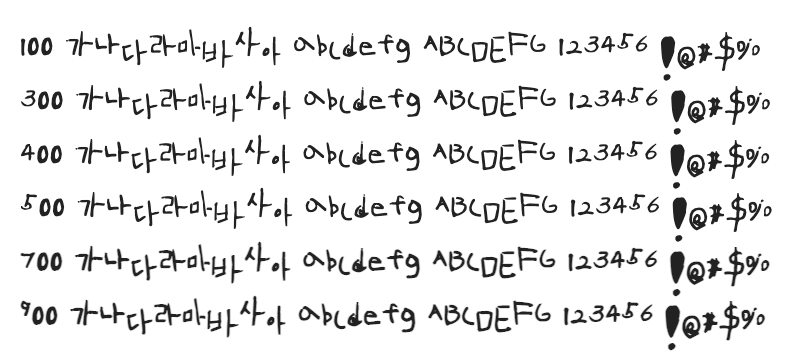 100 가나다라마바사아 abcdefg ABCDEFG 123456 !@#$%
300 가나다라마바사아 abcdefg ABCDEFG 123456 !@#$%
400 가나다라마바사아 abcdefg ABCDEFG 123456 !@#$%
500 가나다라마바사아 abcdefg ABCDEFG 123456 !@#$%
700 가나다라마바사아 abcdefg ABCDEFG 123456 !@#$%
900 가나다라마바사아 abcdefg ABCDEFG 123456 !@#$%